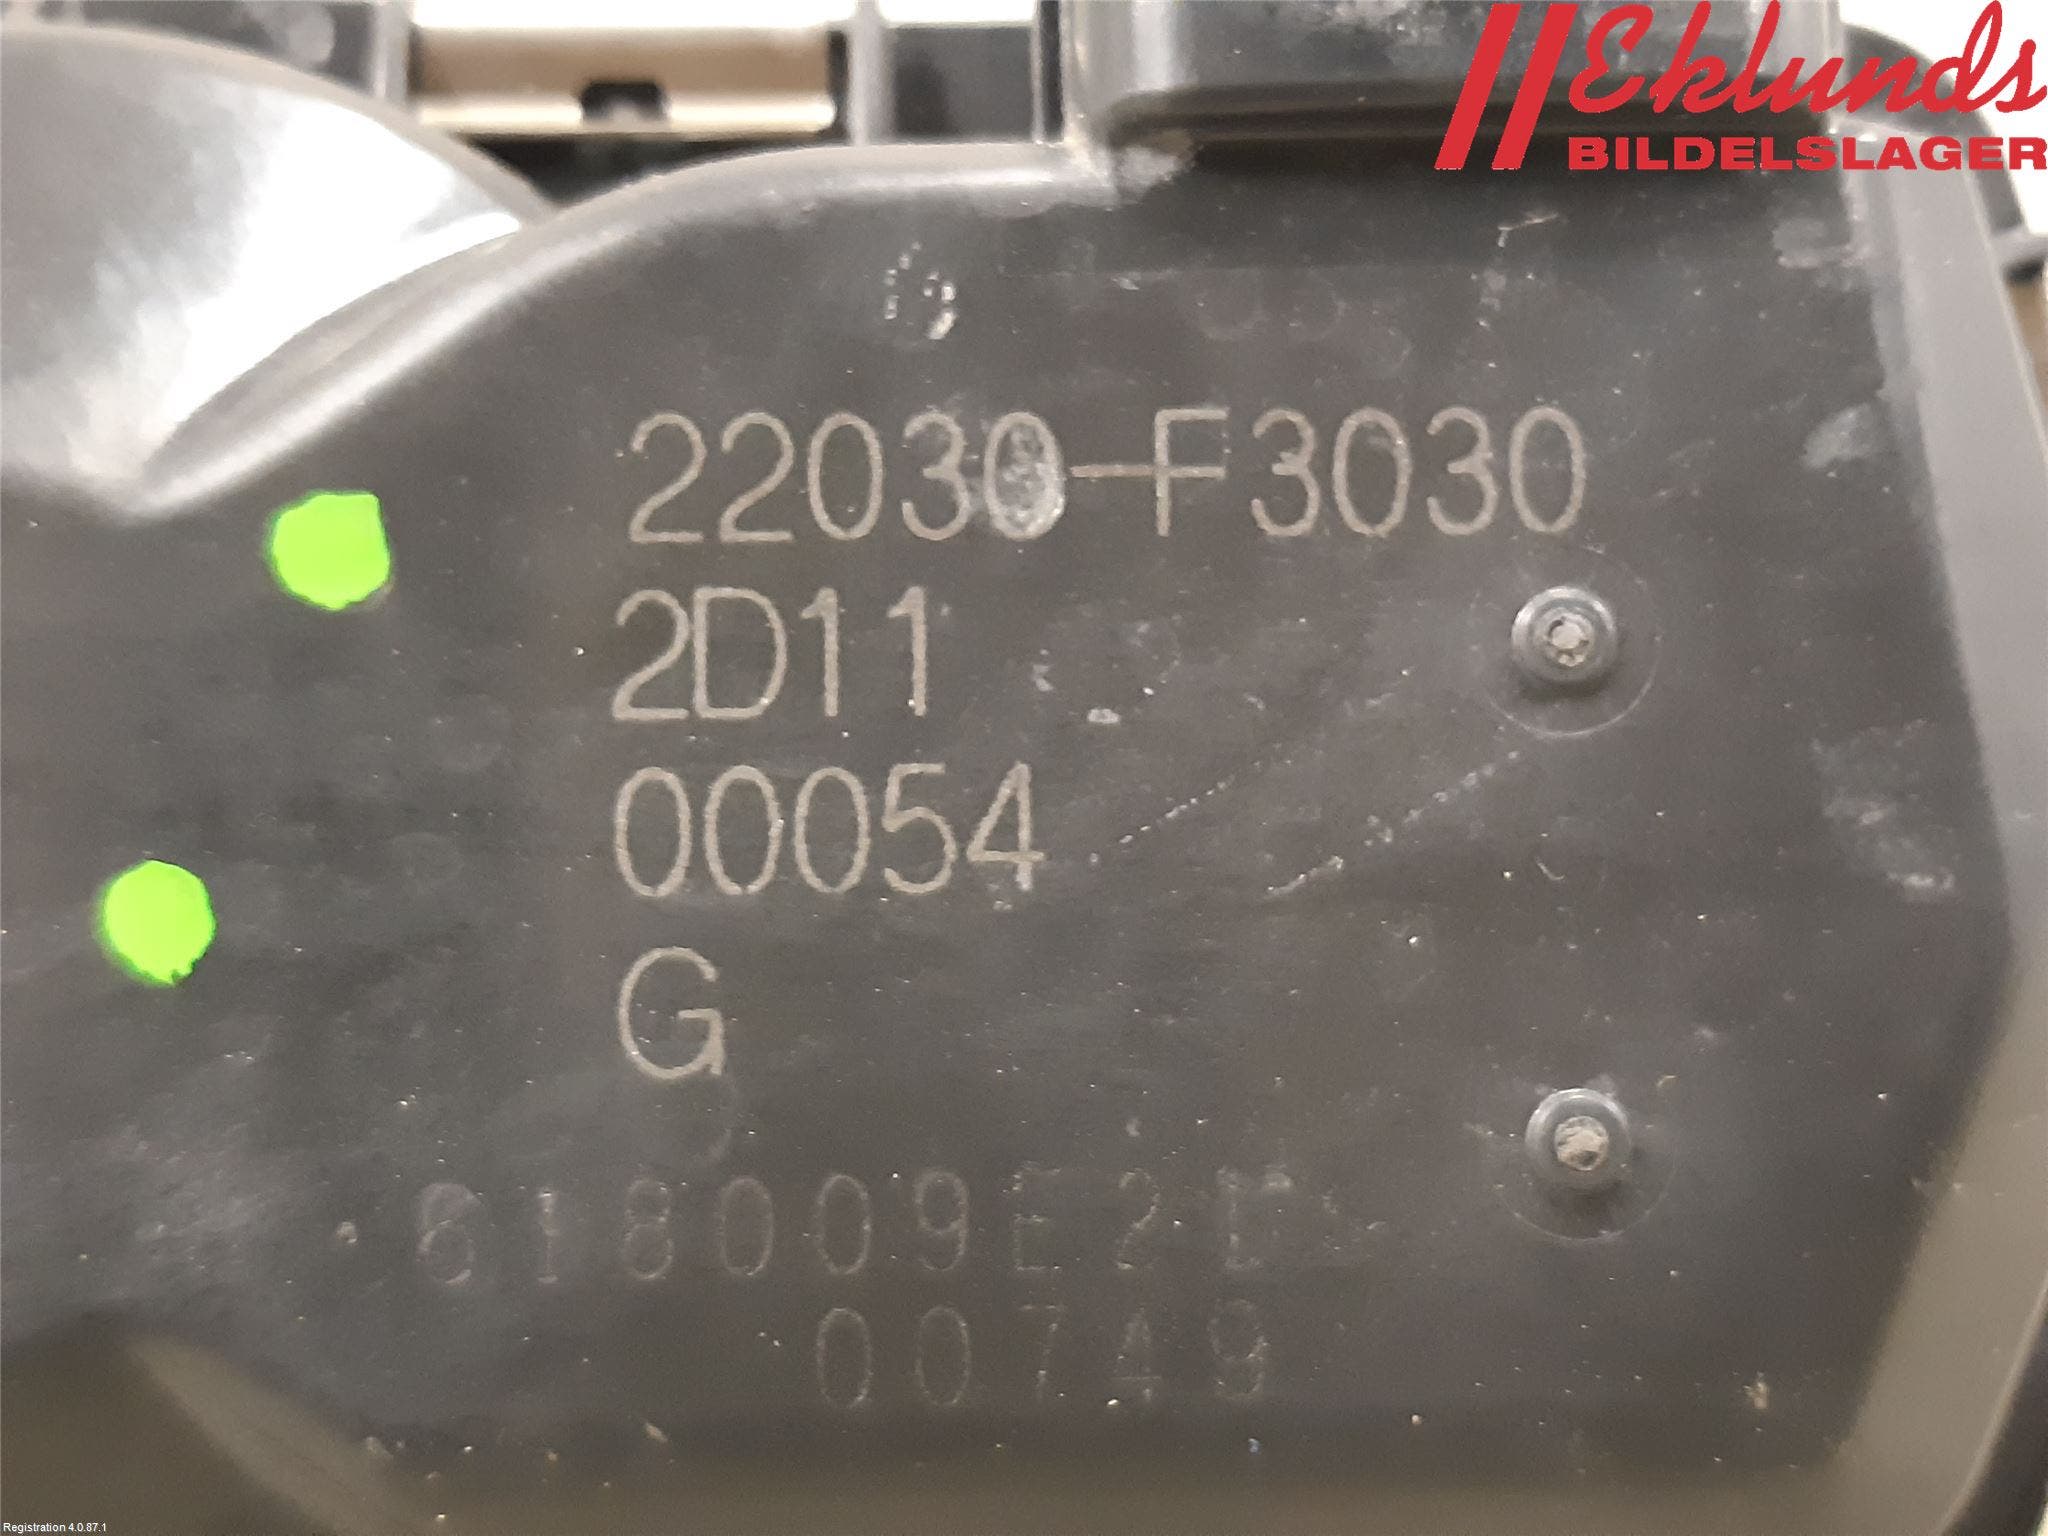 Eklunds
BILDELSLAGER
22030-F3030
2D11
00054
G
00749
Registration 4.0.87.1